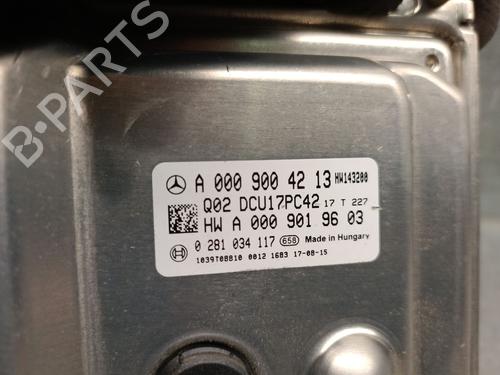 B-PARTS
A 000 900 42 13 HW143200
Q02 DCU17PC42 17 T 227
HW A 000 901 96 03
0 281 034 117 658 Made in Hungary
1039T08810 0012 1683 17-08-15